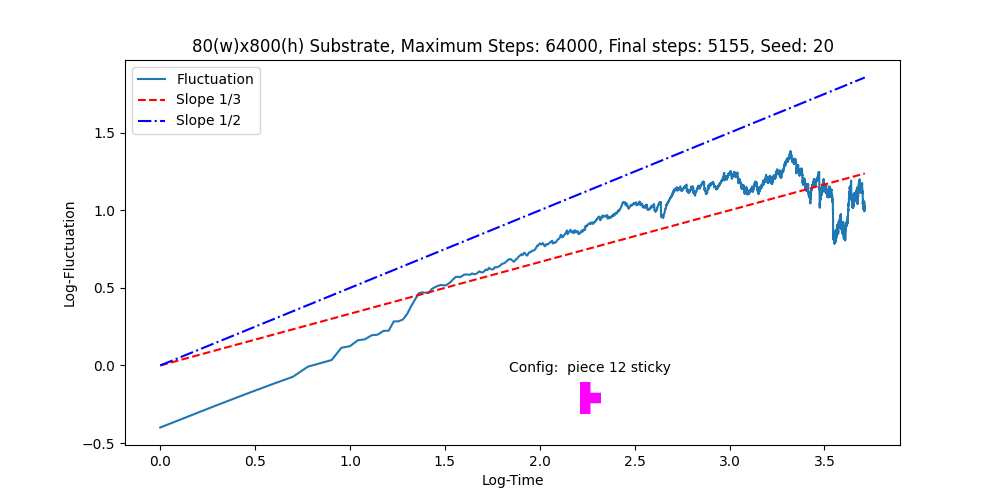 80(w)x800(h) Substrate, Maximum Steps: 64000, Final steps: 5155, Seed: 20
Fluctuation
Slope 1/3
Slope 1/2
1.5
1.0
0.5
0.0
−0.5
Log-Fluctuation
Config:  piece 12 sticky
0.0 0.5 1.0 1.5 2.0 2.5 3.0 3.5
Log-Time